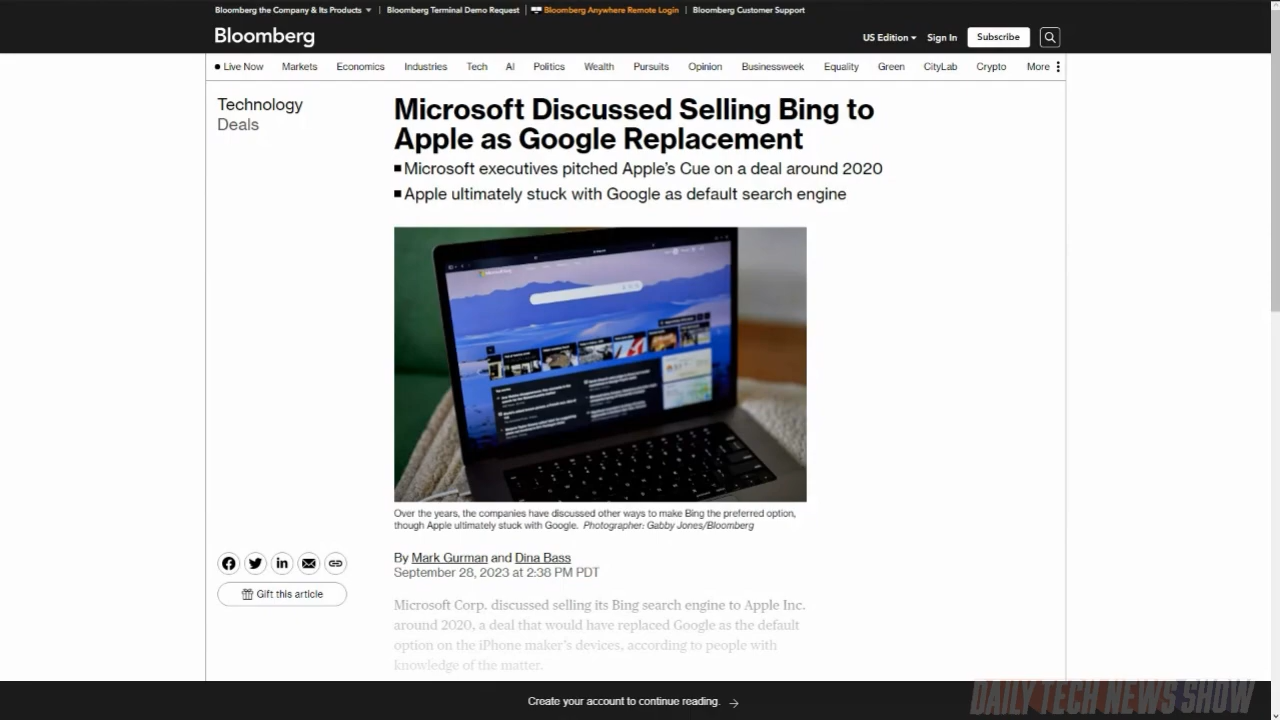 Bloomberg the Company & Its Products
Bloomberg Terminal Demo Request
Bloomberg Anywhere Remote Login
Bloomberg Customer Support
Bloomberg
US Edition
Sign In
Subscribe
Live Now
Markets
Economics
Industries
Tech
AI
Politics
Wealth
Pursuits
Opinion
Businessweek
Equality
Green
CityLab
Crypto
More
Technology
Deals
Microsoft Discussed Selling Bing to
Apple as Google Replacement
Microsoft executives pitched Apple's Cue on a deal around 2020
Apple ultimately stuck with Google as default search engine
Over the years, the companies have discussed other ways to make Bing the preferred option,
though Apple ultimately stuck with Google. Photographer: Gabby Jones/Bloomberg
By Mark Gurman and Dina Bass
September 28, 2023 at 2:38 PM PDT
Gift this article
Microsoft Corp. discussed selling its Bing search engine to Apple Inc.
around 2020, a deal that would have replaced Google as the default
option on the iPhone maker's devices, according to people with
knowledge of the matter.
Create your account to continue reading.
DAILY TECH NEWS SHOW